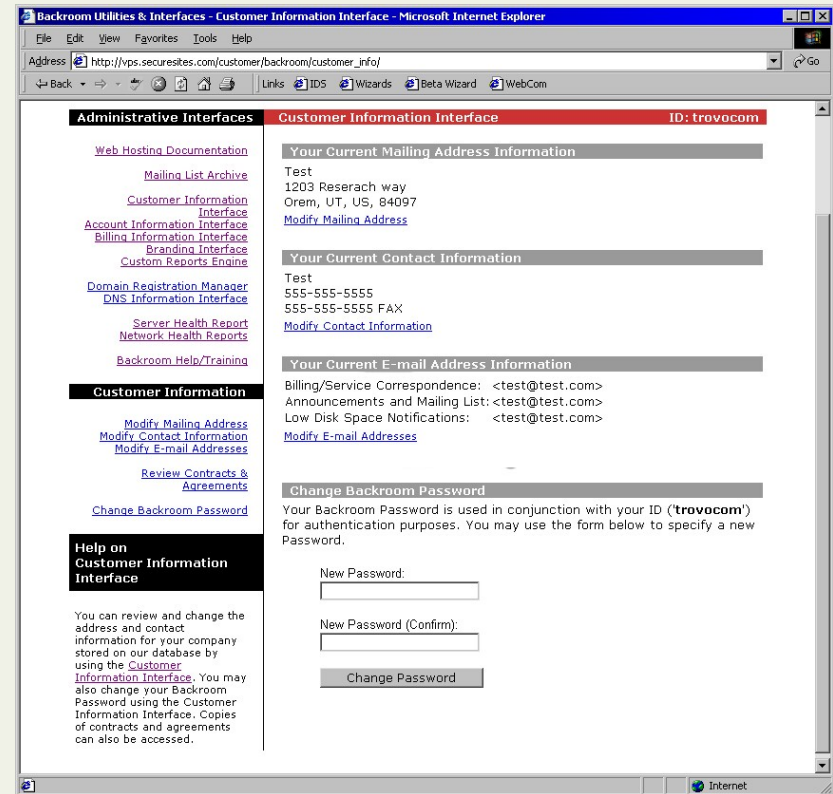 Backroom Utilities & Interfaces - Customer Information Interface - Microsoft Internet Explorer
File Edit View Favorites Tools Help
Address http://vps.securesites.com/customer/backroom/customer_info/ Go
Back Links IDS Wizards Beta Wizard WebCom
Administrative Interfaces
Web Hosting Documentation
Mailing List Archive
Customer Information
Interface
Account Information Interface
Billing Information Interface
Branding Interface
Custom Reports Engine
Domain Registration Manager
DNS Information Interface
Server Health Report
Network Health Reports
Backroom Help/Training
Customer Information
Modify Mailing Address
Modify Contact Information
Modify E-mail Addresses
Review Contracts &
Agreements
Change Backroom Password
Help on
Customer Information
Interface
You can review and change the
address and contact
information for your company
stored on our database by
using the Customer
Information Interface. You may
also change your Backroom
Password using the Customer
Information Interface. Copies
of contracts and agreements
can also be accessed.
Customer Information Interface ID: trovocom
Your Current Mailing Address Information
Test
1203 Reserach way
Orem, UT, US, 84097
Modify Mailing Address
Your Current Contact Information
Test
555-555-5555
555-555-5555 FAX
Modify Contact Information
Your Current E-mail Address Information
Billing/Service Correspondence: <test@test.com>
Announcements and Mailing List: <test@test.com>
Low Disk Space Notifications: <test@test.com>
Modify E-mail Addresses
Change Backroom Password
Your Backroom Password is used in conjunction with your ID ('trovocom')
for authentication purposes. You may use the form below to specify a new
Password.
New Password:
New Password (Confirm):
Change Password
Internet